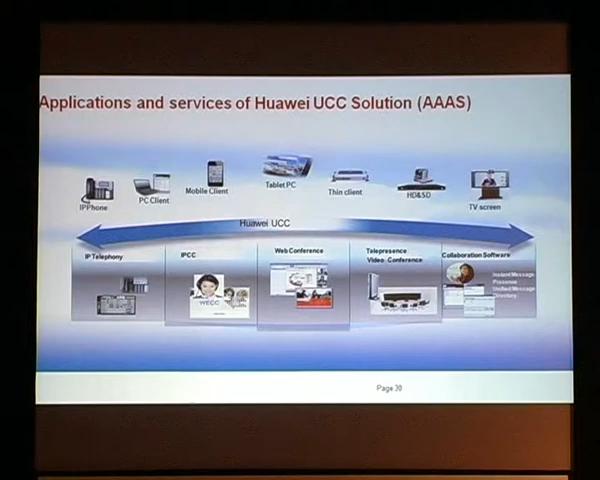 Applications and services of Huawei UCC Solution (AAAS)
IPPhone
PC Client
Mobile Client
Tablet PC
Thin client
HD&SD
TV screen
Huawei UCC
IP Telephony
IPCC
Web Conference
Telepresence
Video Conference
Collaboration Software
WECC
Instant Message
Presence
Unified Message
Directory
Page 30